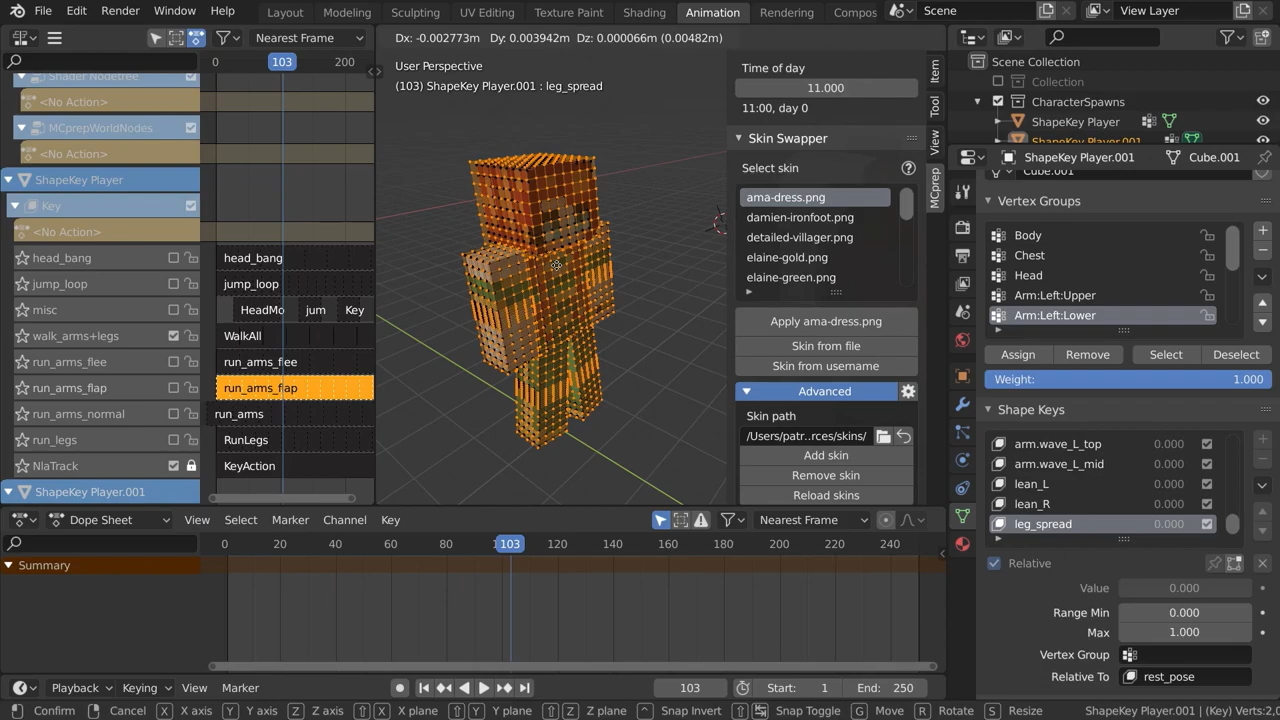 File Edit Render Window Help Layout Modeling Sculpting UV Editing Texture Paint Shading Animation Rendering Compos Scene View Layer
Nearest Frame
Dx: -0.002773m Dy: 0.003942m Dz: 0.000066m (0.00482m)
0 103 200
User Perspective
(103) ShapeKey Player.001 : leg_spread
Shader Nodetree
<No Action>
MCprepWorldNodes
<No Action>
ShapeKey Player
Key
<No Action>
head_bang
jump_loop
misc
walk_arms+legs
run_arms_flee
run_arms_flap
run_arms_normal
run_legs
NlaTrack
ShapeKey Player.001
head_bang
jump_loop
HeadMo jum Key
WalkAll
run_arms_flee
run_arms_flap
run_arms
RunLegs
KeyAction
Time of day
11.000
11:00, day 0
Skin Swapper
Select skin
ama-dress.png
damien-ironfoot.png
detailed-villager.png
elaine-gold.png
elaine-green.png
Apply ama-dress.png
Skin from file
Skin from username
Advanced
Skin path
/Users/patr..rces/skins/
Add skin
Remove skin
Reload skins
Item
Tool
View
MCprep
Scene Collection
Collection
CharacterSpawns
ShapeKey Player
ShapeKey Player.001
ShapeKey Player.001 Cube.001
Cube.001
Vertex Groups
Body
Chest
Head
Arm:Left:Upper
Arm:Left:Lower
Assign Remove Select Deselect
Weight: 1.000
Shape Keys
arm.wave_L_top 0.000
arm.wave_L_mid 0.000
lean_L 0.000
lean_R 0.000
leg_spread 0.000
Relative
Value 0.000
Range Min 0.000
Max 1.000
Vertex Group
Relative To rest_pose
Dope Sheet View Select Marker Channel Key Nearest Frame
0 20 40 60 80 103 120 140 160 180 200 220 240
Summary
Playback Keying View Marker 103 Start: 1 End: 250
Confirm Cancel X X axis Y Y axis Z Z axis X X plane Y Y plane Z Z plane Snap Invert Snap Toggle G Move R Rotate S Resize ShapeKey Player.001 | (Key) Verts:2,0